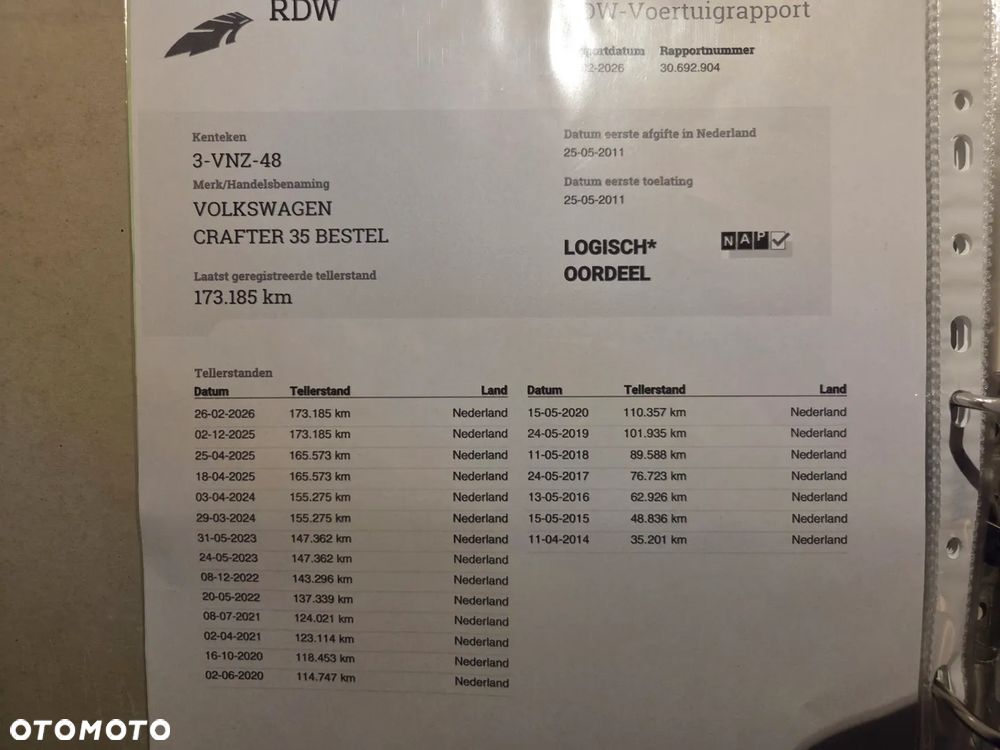 RDW
DW-Voertuigrapport
Rapportnummer
30.692.904
Kenteken
3-VNZ-48
Merk/Handelsbenaming
VOLKSWAGEN
CRAFTER 35 BESTEL
Laatst geregistreerde tellerstand
173.185 km
Datum eerste afgifte in Nederland
25-05-2011
Datum eerste toelating
25-05-2011
LOGISCH*
OORDEEL
NAP
Tellerstanden
Datum Tellerstand Land
26-02-2026 173.185 km Nederland
02-12-2025 173.185 km Nederland
25-04-2025 165.573 km Nederland
18-04-2025 165.573 km Nederland
03-04-2024 155.275 km Nederland
29-03-2024 155.275 km Nederland
31-05-2023 147.362 km Nederland
24-05-2023 147.362 km Nederland
08-12-2022 143.296 km Nederland
20-05-2022 137.339 km Nederland
08-07-2021 124.021 km Nederland
02-04-2021 123.114 km Nederland
16-10-2020 118.453 km Nederland
02-06-2020 114.747 km Nederland
Datum Tellerstand Land
15-05-2020 110.357 km Nederland
24-05-2019 101.935 km Nederland
11-05-2018 89.588 km Nederland
24-05-2017 76.723 km Nederland
13-05-2016 62.926 km Nederland
15-05-2015 48.836 km Nederland
11-04-2014 35.201 km Nederland
OTOMOTO